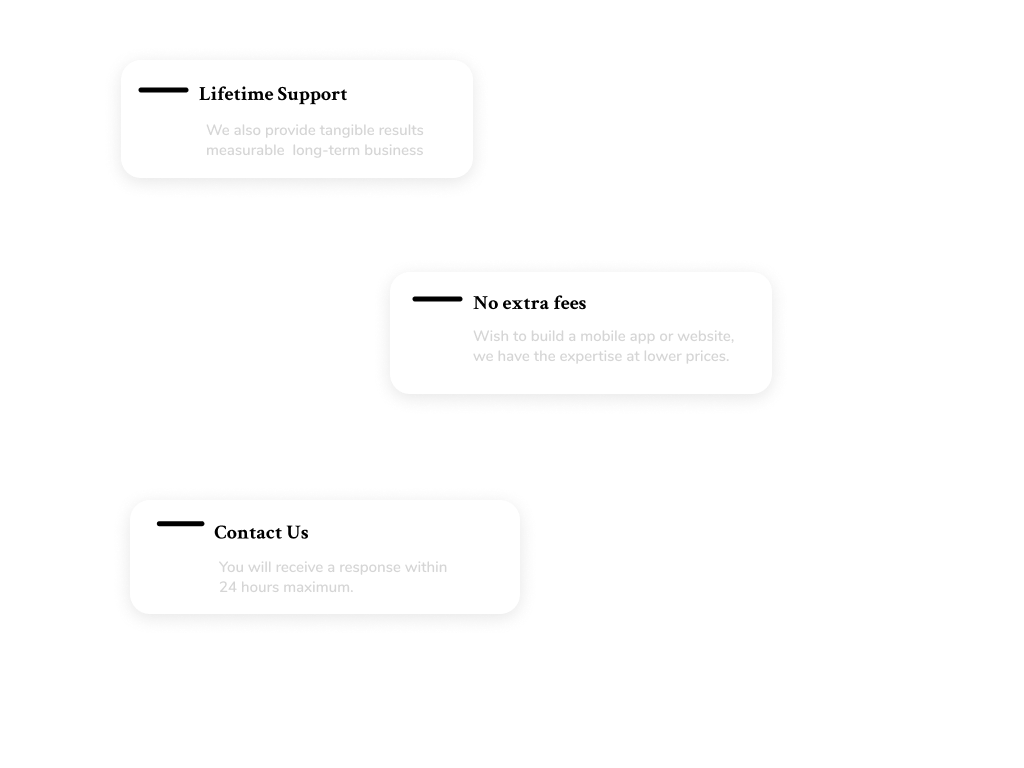 Lifetime Support
We also provide tangible results
measurable  long-term business
No extra fees
Wish to build a mobile app or website,
we have the expertise at lower prices.
Contact Us
You will receive a response within
24 hours maximum.